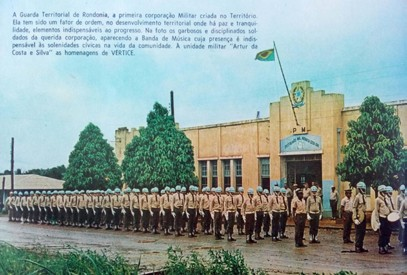 A Guarda Territorial de Rondonia, a primeira corporação Militar criada no Território.
Ela tem sido um fator de ordem, no desenvolvimento territorial onde há paz e tranqui-
lidade, elementos indispensáveis ao progresso. Na foto os garbosos e disciplinados sol-
dados da querida corporação, aparecendo a Banda de Música cuja presença é indis-
pensável às solenidades cívicas na vida da comunidade. À unidade militar "Artur da
Costa e Silva" as homenagens de VÉRTICE.
P M